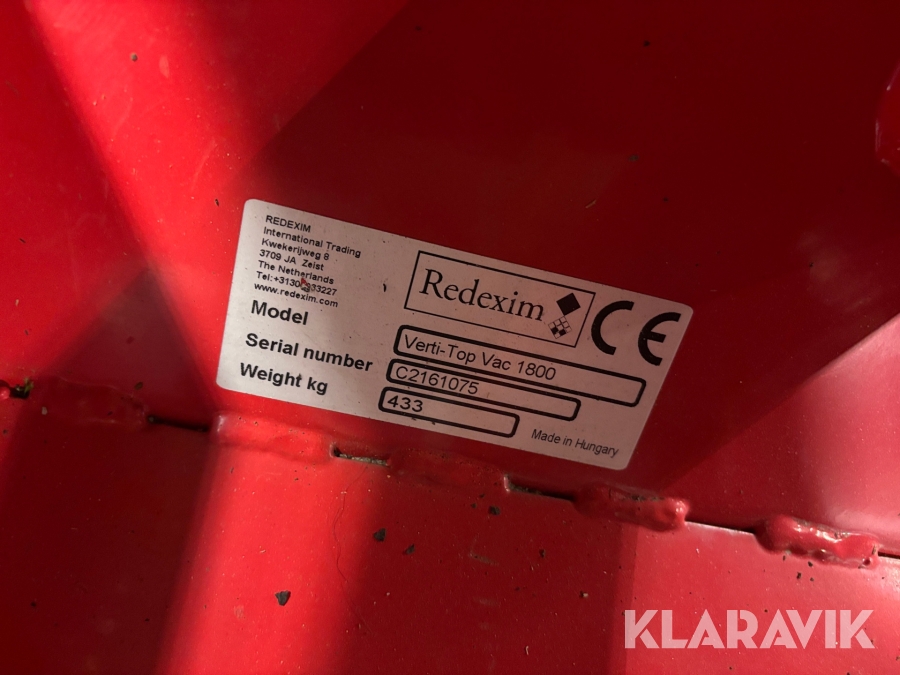 REDEXIM
International Trading
Kwekerijweg 8
3709 JA Zeist
The Netherlands
www.redexim.com
Redexim
CE
Model
Verti-Top Vac 1800
Serial number
C2161075
Weight kg
433
Made in Hungary
KLARAVIK